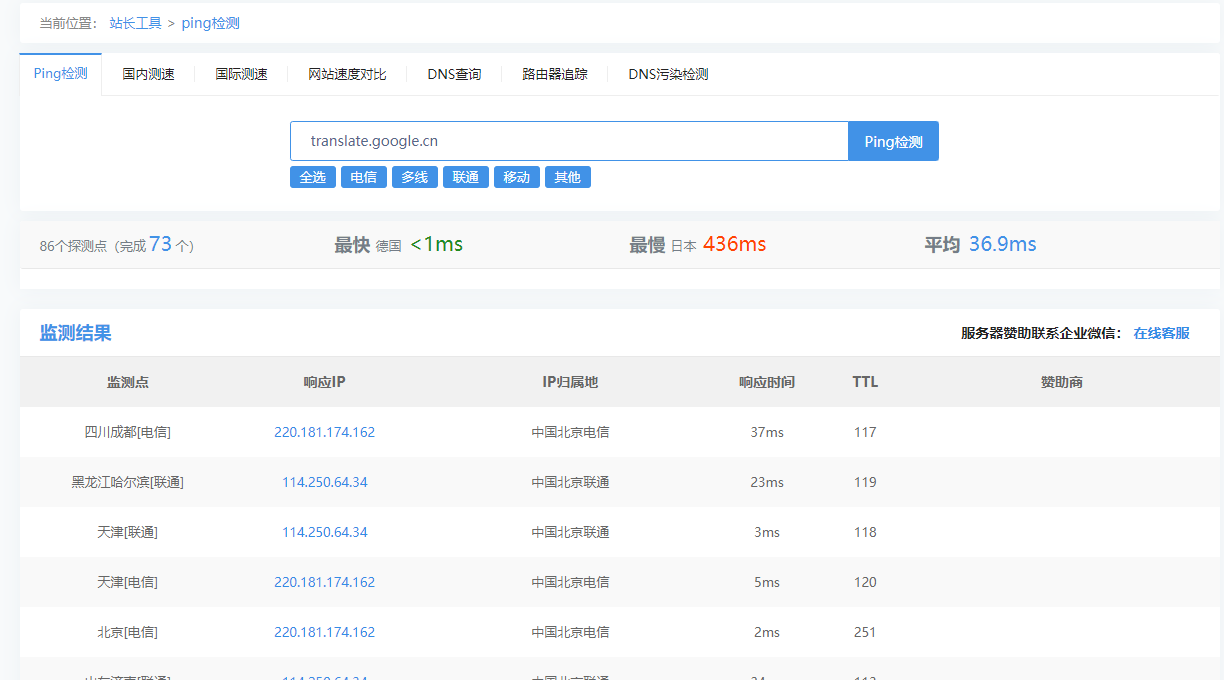 当前位置： 站长工具 > ping检测
Ping检测 国内测速 国际测速 网站速度对比 DNS查询 路由器追踪 DNS污染检测
translate.google.cn Ping检测
全选 电信 多线 联通 移动 其他
86个探测点（完成73个） 最快 德国 <1ms 最慢 日本 436ms 平均 36.9ms
监测结果 服务器赞助联系企业微信： 在线客服
监测点 响应IP IP归属地 响应时间 TTL 赞助商
四川成都[电信] 220.181.174.162 中国北京电信 37ms 117
黑龙江哈尔滨[联通] 114.250.64.34 中国北京联通 23ms 119
天津[联通] 114.250.64.34 中国北京联通 3ms 118
天津[电信] 220.181.174.162 中国北京电信 5ms 120
北京[电信] 220.181.174.162 中国北京电信 2ms 251